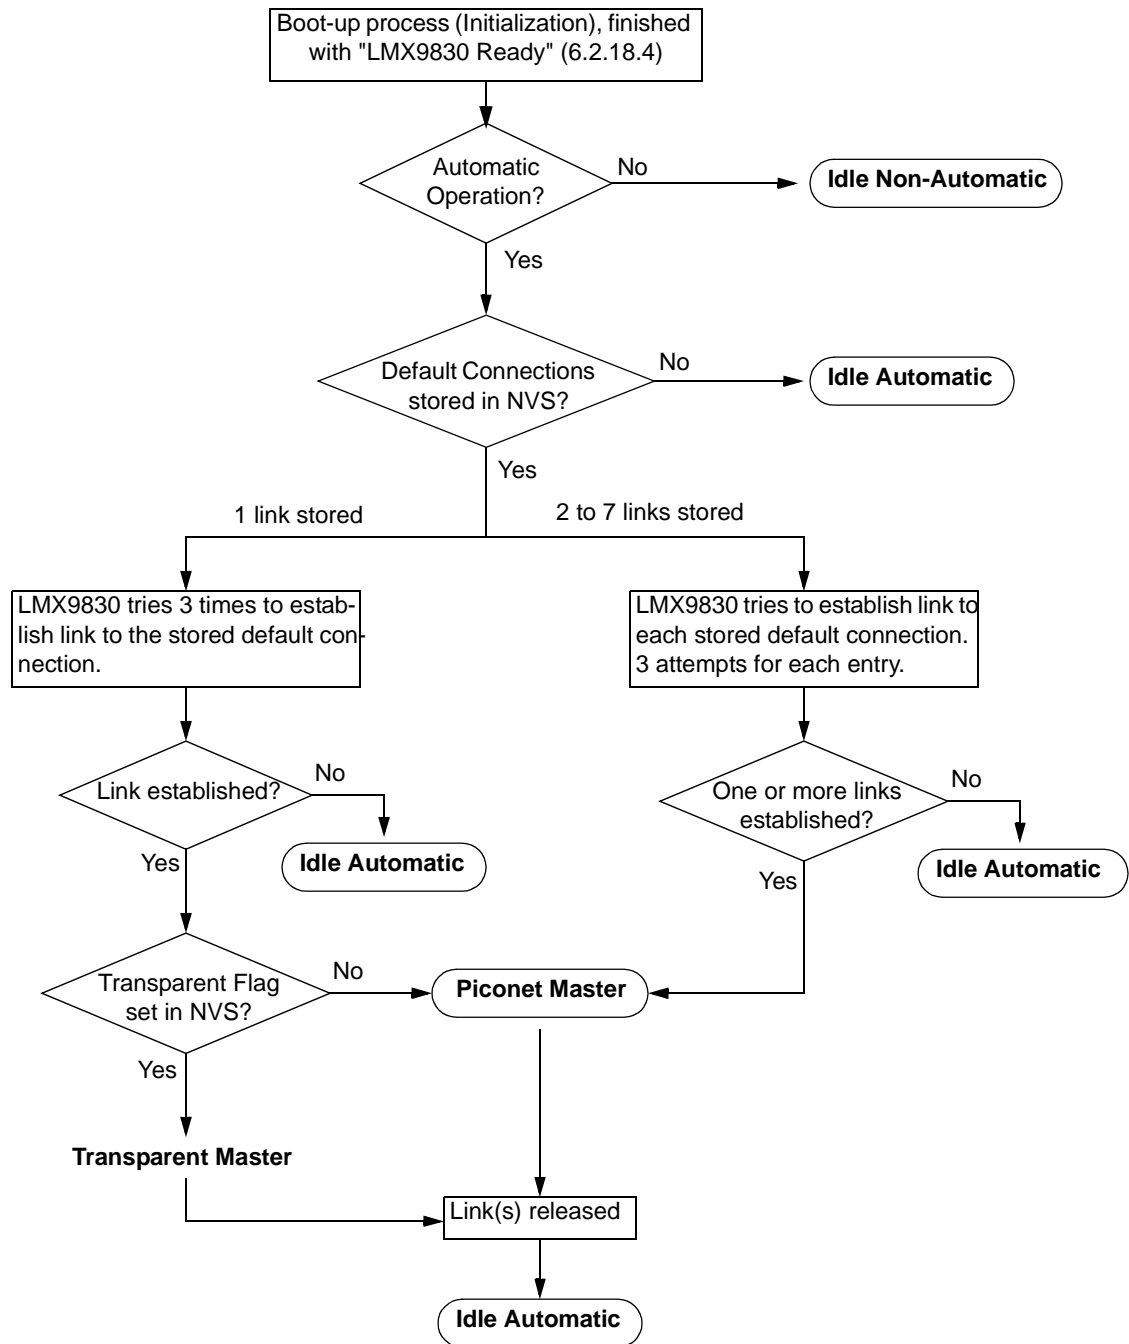 Boot-up process (Initialization), finished
with "LMX9830 Ready" (6.2.18.4)
Automatic
Operation?
No
Idle Non-Automatic
Yes
Default Connections
stored in NVS?
No
Idle Automatic
Yes
1 link stored
2 to 7 links stored
LMX9830 tries 3 times to estab-
lish link to the stored default con-
nection.
LMX9830 tries to establish link to
each stored default connection.
3 attempts for each entry.
Link established?
No
Idle Automatic
Yes
One or more links
established?
No
Idle Automatic
Yes
Transparent Flag
set in NVS?
No
Piconet Master
Yes
Transparent Master
Link(s) released
Idle Automatic